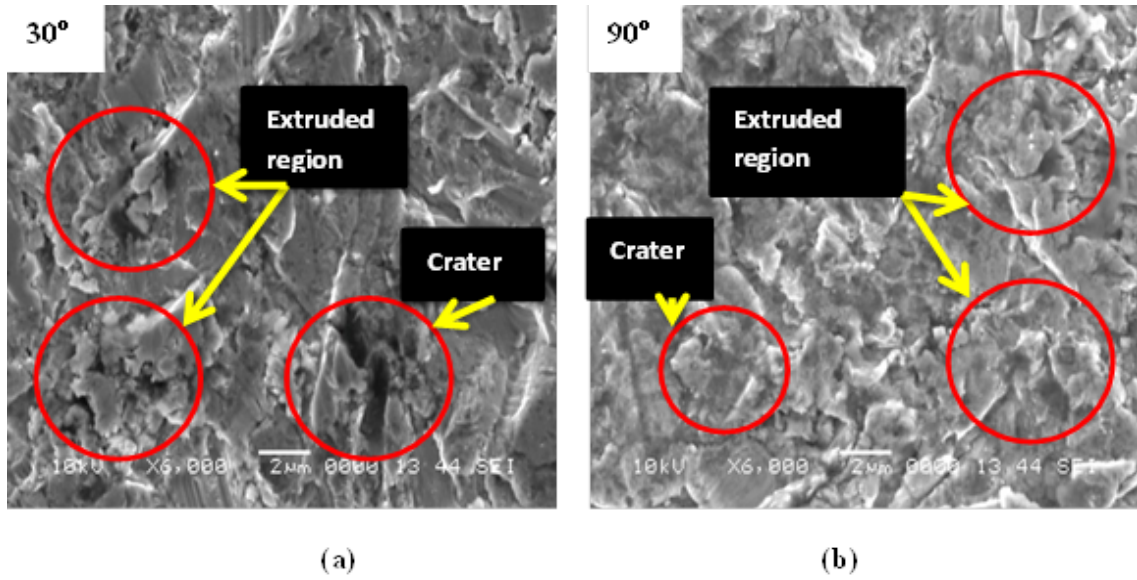 30°
Extruded
region
Crater
10kV X6,000 2µm 0000 13 44 SEI
(a)
90°
Extruded
region
Crater
10kV X6,000 2µm 0000 13 44 SEI
(b)